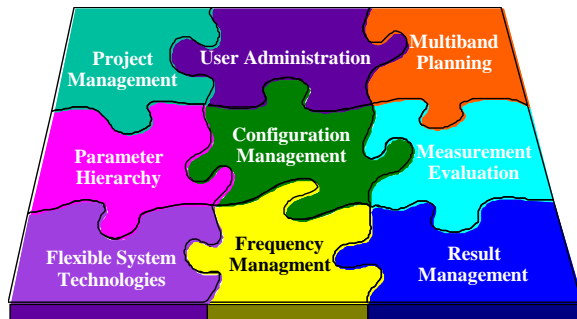 Project
Management
User Administration
Multiband
Planning
Parameter
Hierarchy
Configuration
Management
Measurement
Evaluation
Flexible System
Technologies
Frequency
Managment
Result
Management